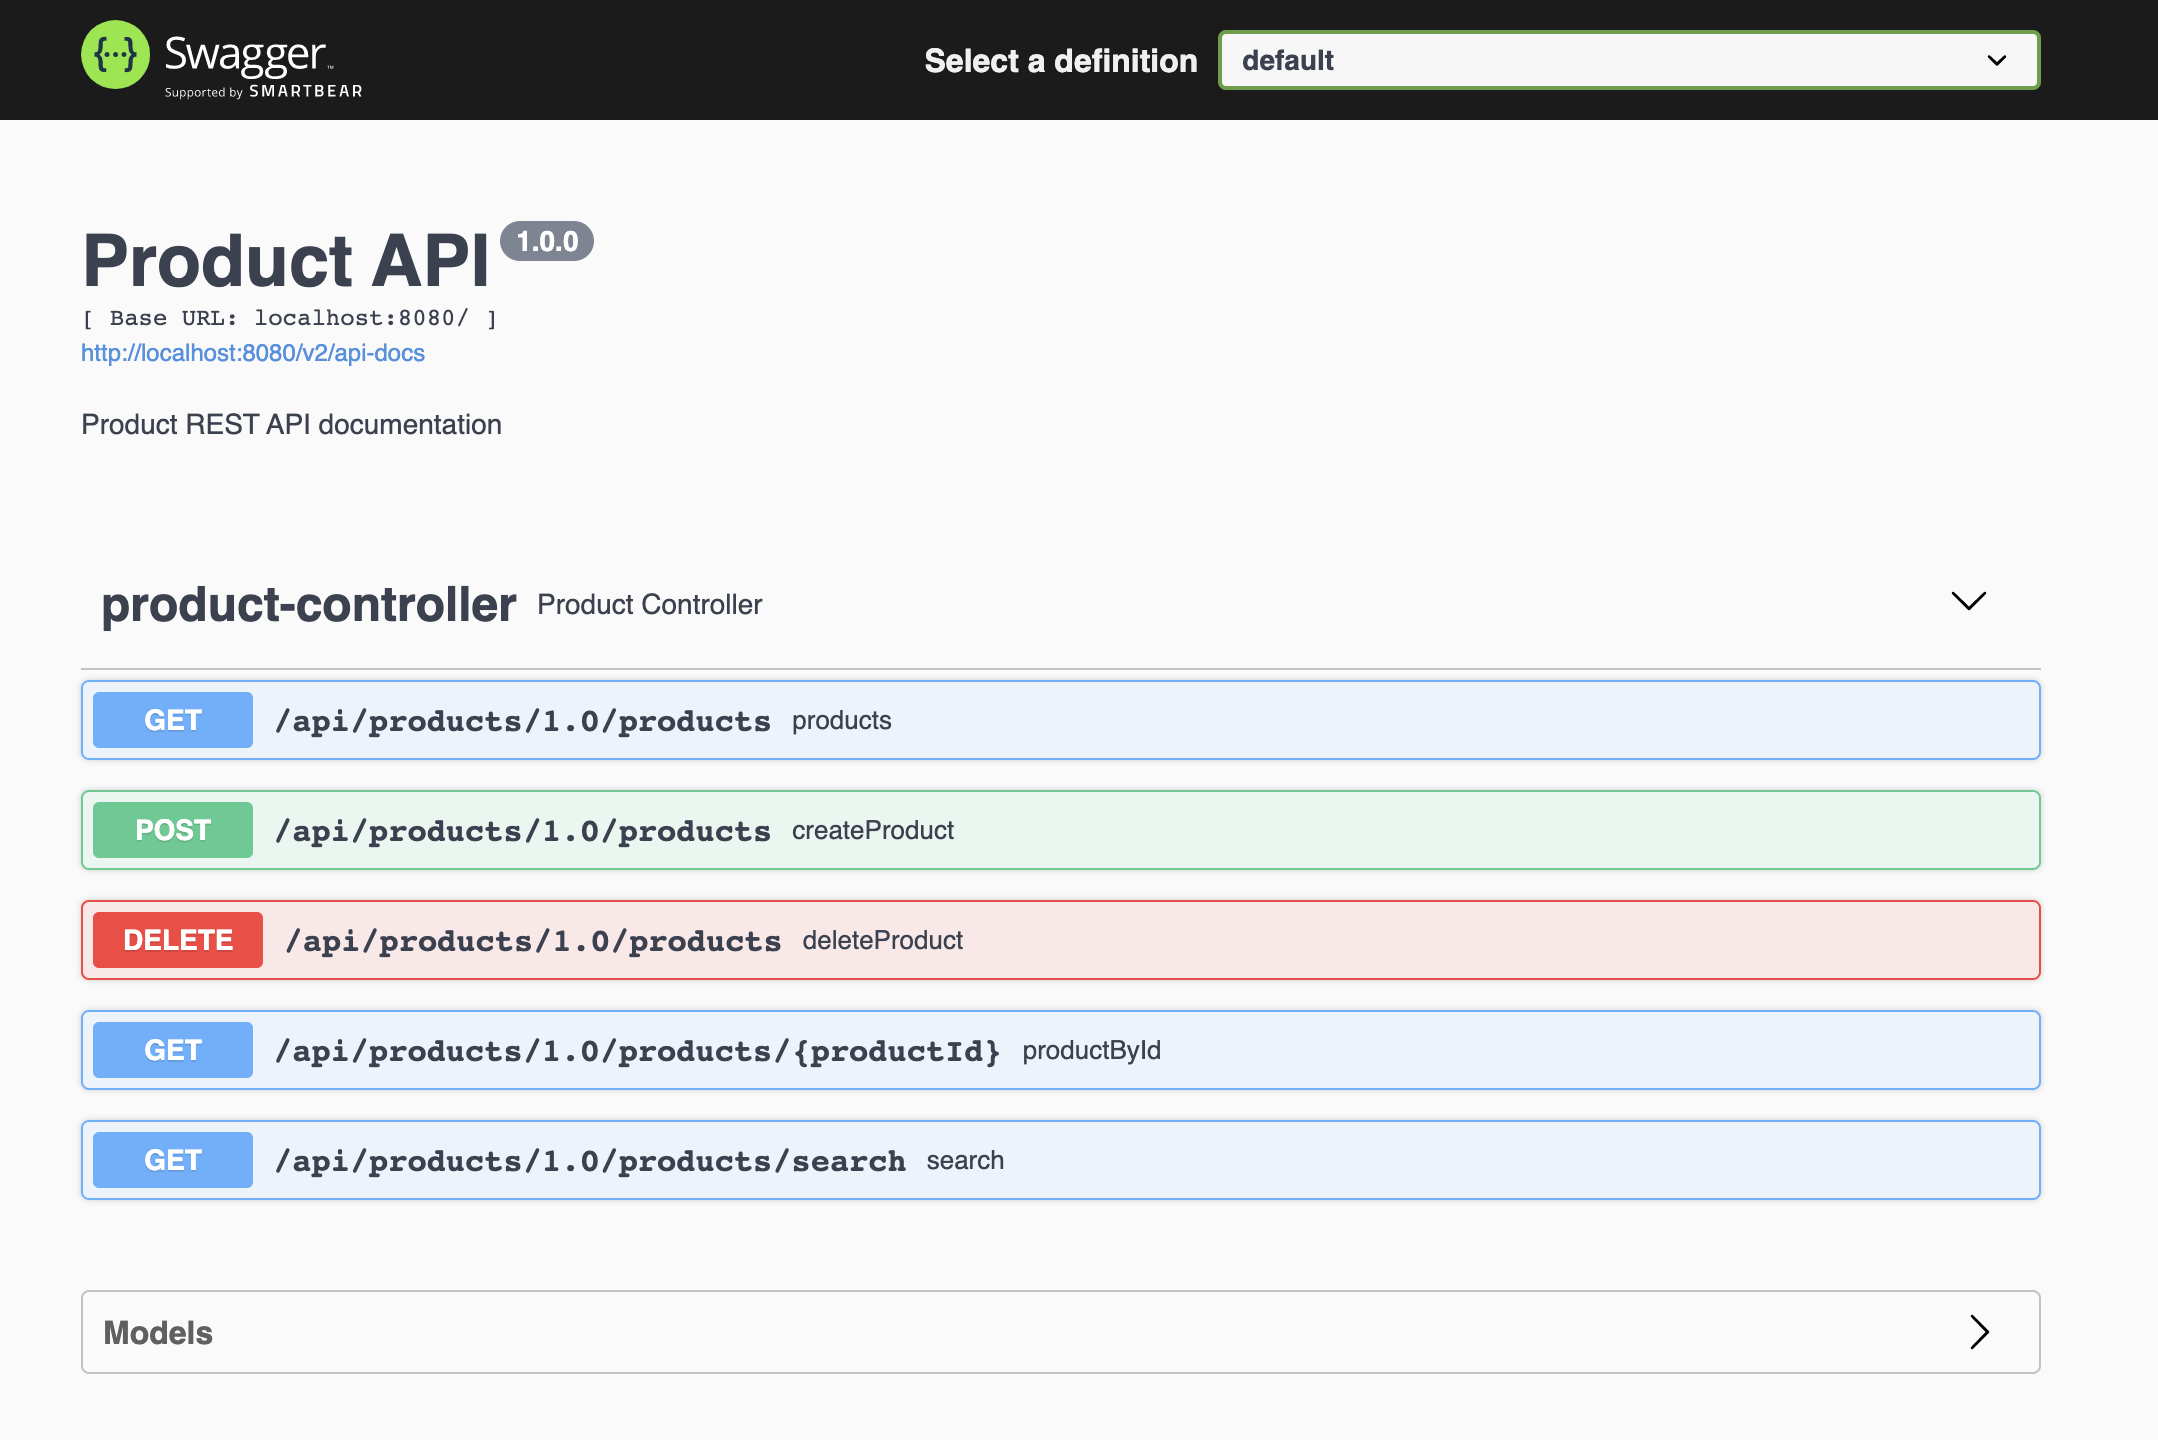 {···} Swagger™
Supported by SMARTBEAR
Select a definition
default
Product API 1.0.0
[ Base URL: localhost:8080/ ]
http://localhost:8080/v2/api-docs
Product REST API documentation
product-controller Product Controller
GET /api/products/1.0/products products
POST /api/products/1.0/products createProduct
DELETE /api/products/1.0/products deleteProduct
GET /api/products/1.0/products/{productId} productById
GET /api/products/1.0/products/search search
Models